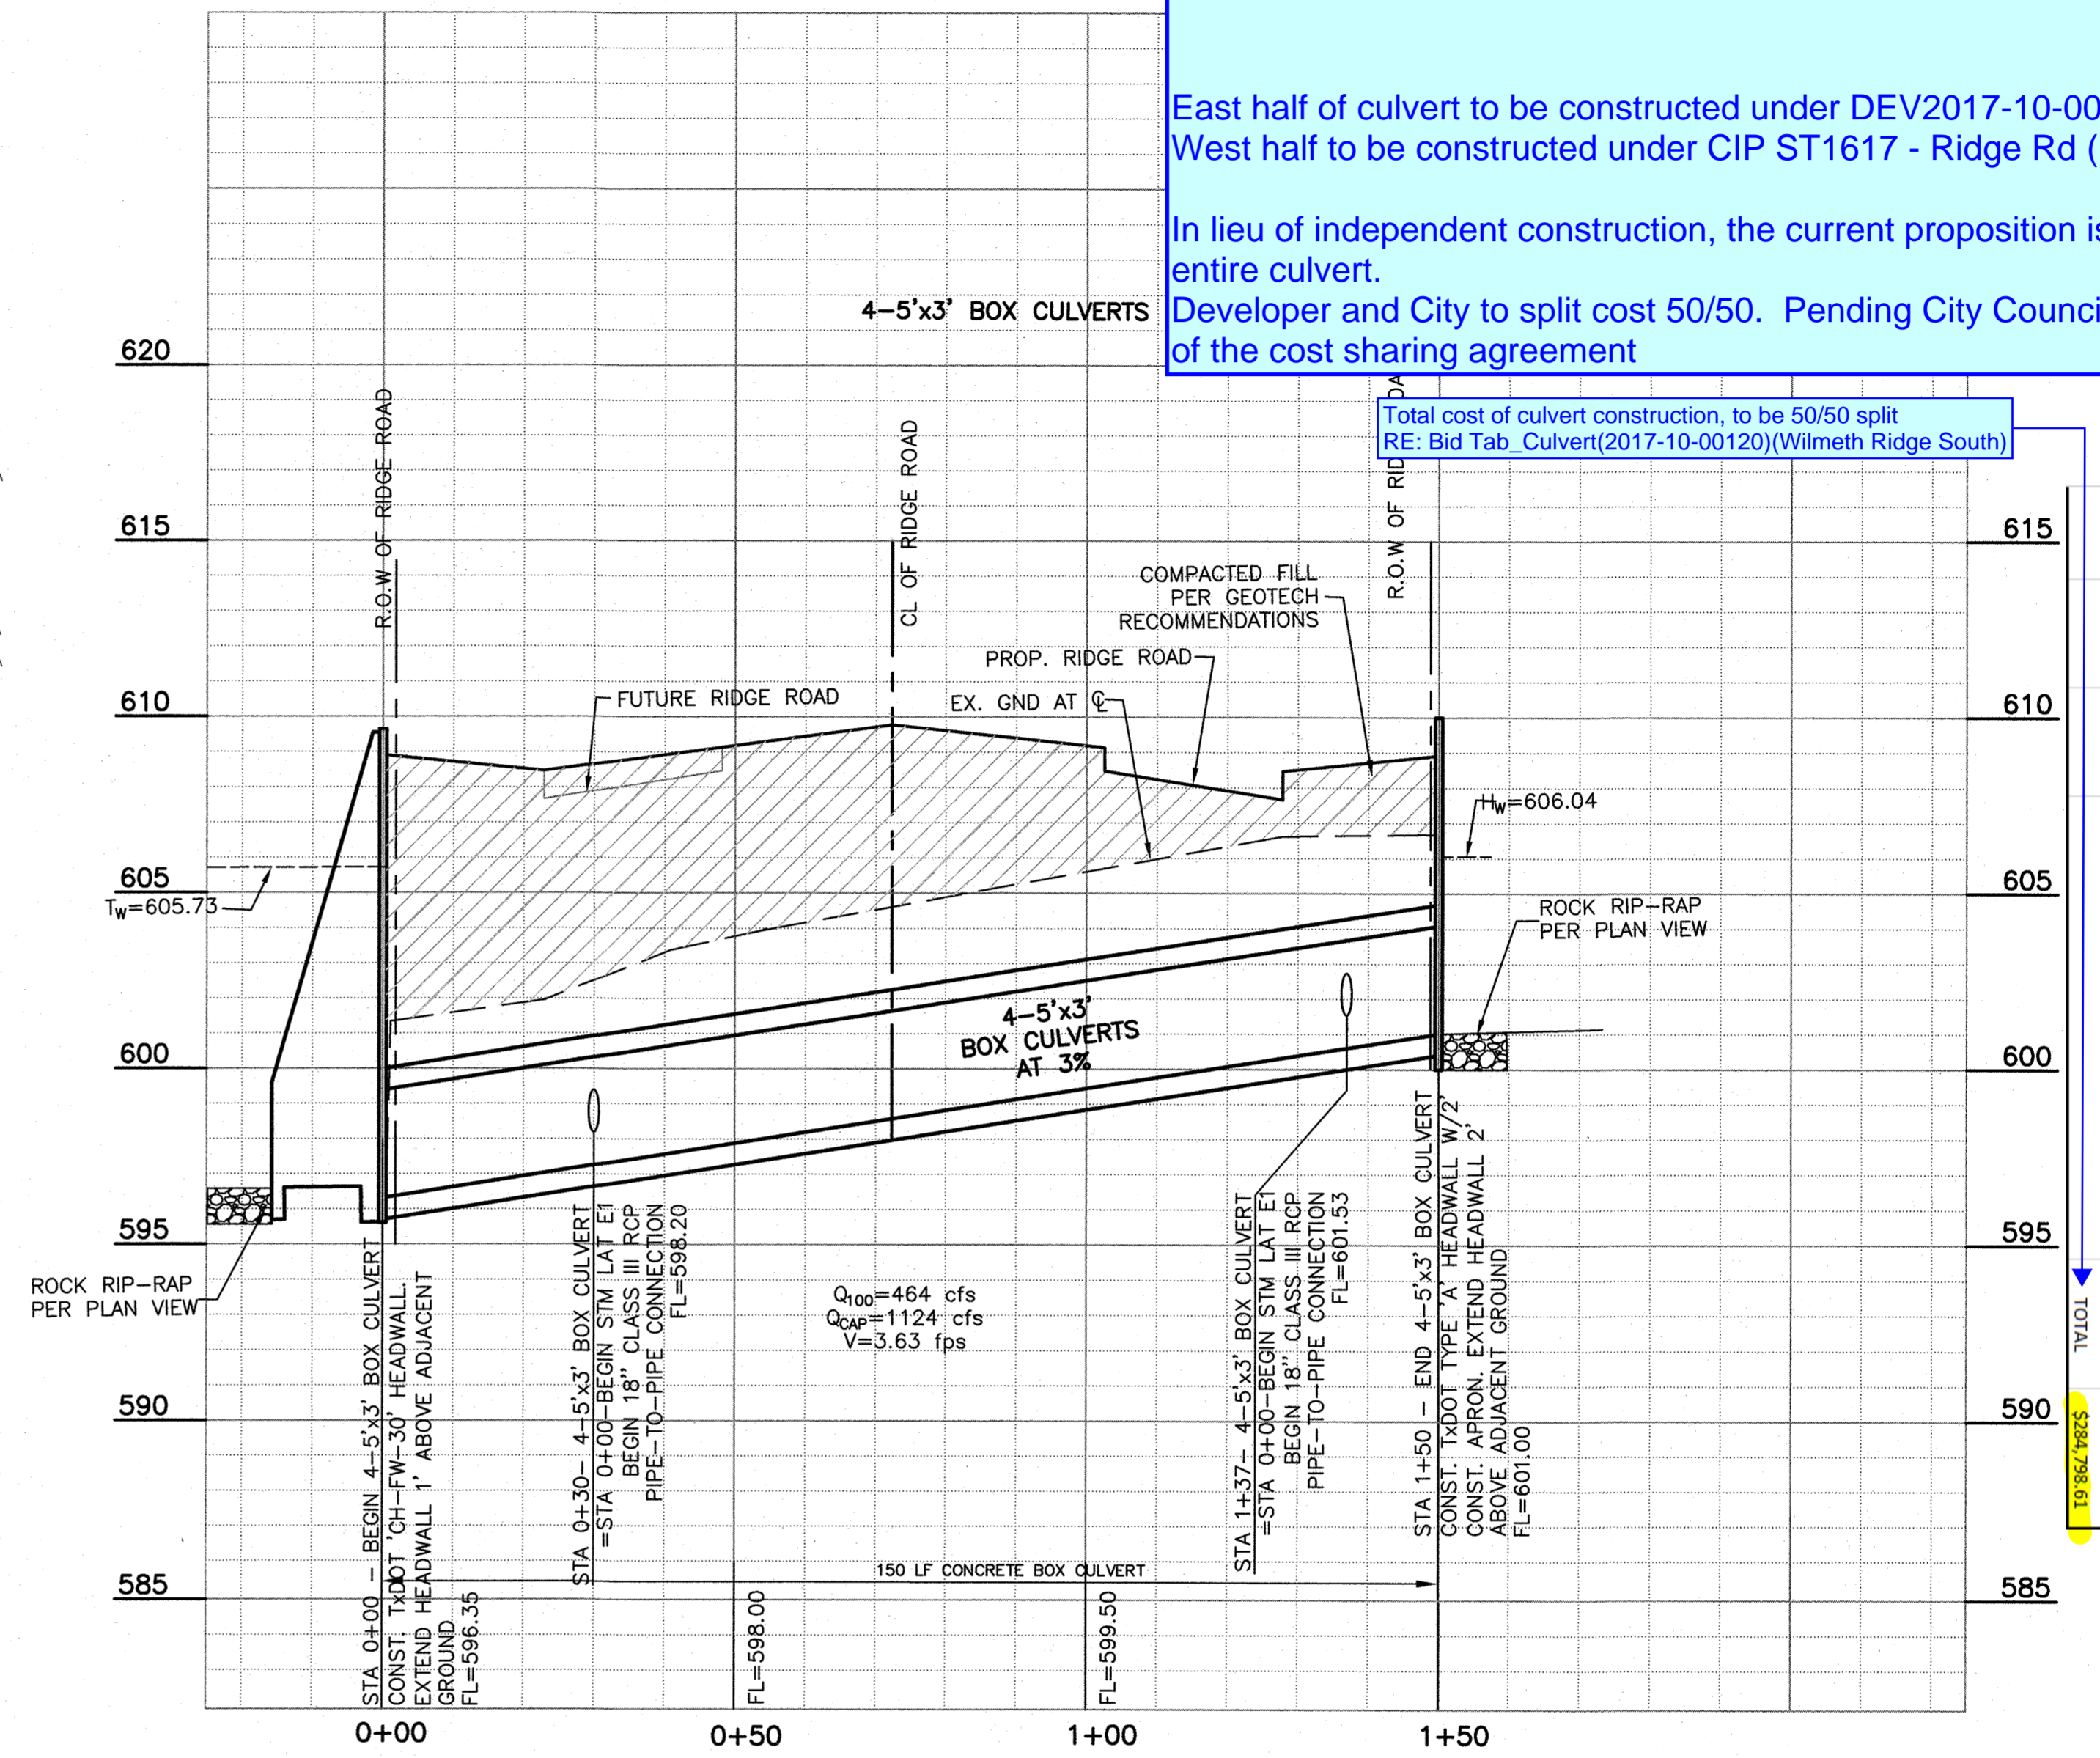 East half of culvert to be constructed under DEV2017-10-00
West half to be constructed under CIP ST1617 - Ridge Rd (
In lieu of independent construction, the current proposition is
entire culvert.
Developer and City to split cost 50/50.  Pending City Counci
of the cost sharing agreement
4-5'x3' BOX CULVERTS
Total cost of culvert construction, to be 50/50 split
RE: Bid Tab_Culvert(2017-10-00120)(Wilmeth Ridge South)
620
615
610
605
600
595
590
585
615
610
605
600
595
590
585
R.O.W OF RIDGE ROAD
CL OF RIDGE ROAD
R.O.W OF RIDGE ROA
COMPACTED FILL
PER GEOTECH
RECOMMENDATIONS
PROP. RIDGE ROAD
FUTURE RIDGE ROAD
EX. GND AT ℄
HW=606.04
TW=605.73
ROCK RIP-RAP
PER PLAN VIEW
4-5'x3'
BOX CULVERTS
AT 3%
ROCK RIP-RAP
PER PLAN VIEW
Q100=464 cfs
QCAP=1124 cfs
V=3.63 fps
STA 0+00 - BEGIN 4-5'x3' BOX CULVERT
CONST. TxDOT 'CH-FW-30' HEADWALL.
EXTEND HEADWALL 1' ABOVE ADJACENT
GROUND
FL=596.35
STA 0+30- 4-5'x3' BOX CULVERT
=STA 0+00-BEGIN STM LAT E1
BEGIN 18" CLASS III RCP
PIPE-TO-PIPE CONNECTION
FL=598.20
STA 1+37- 4-5'x3' BOX CULVERT
=STA 0+00-BEGIN STM LAT E1
BEGIN 18" CLASS III RCP
PIPE-TO-PIPE CONNECTION
FL=601.53
STA 1+50 - END 4-5'x3' BOX CULVERT
CONST. TxDOT TYPE 'A' HEADWALL W/2'
CONST. APRON. EXTEND HEADWALL 2'
ABOVE ADJACENT GROUND
FL=601.00
150 LF CONCRETE BOX CULVERT
FL=598.00
FL=599.50
TOTAL
$284,798.61
0+00
0+50
1+00
1+50